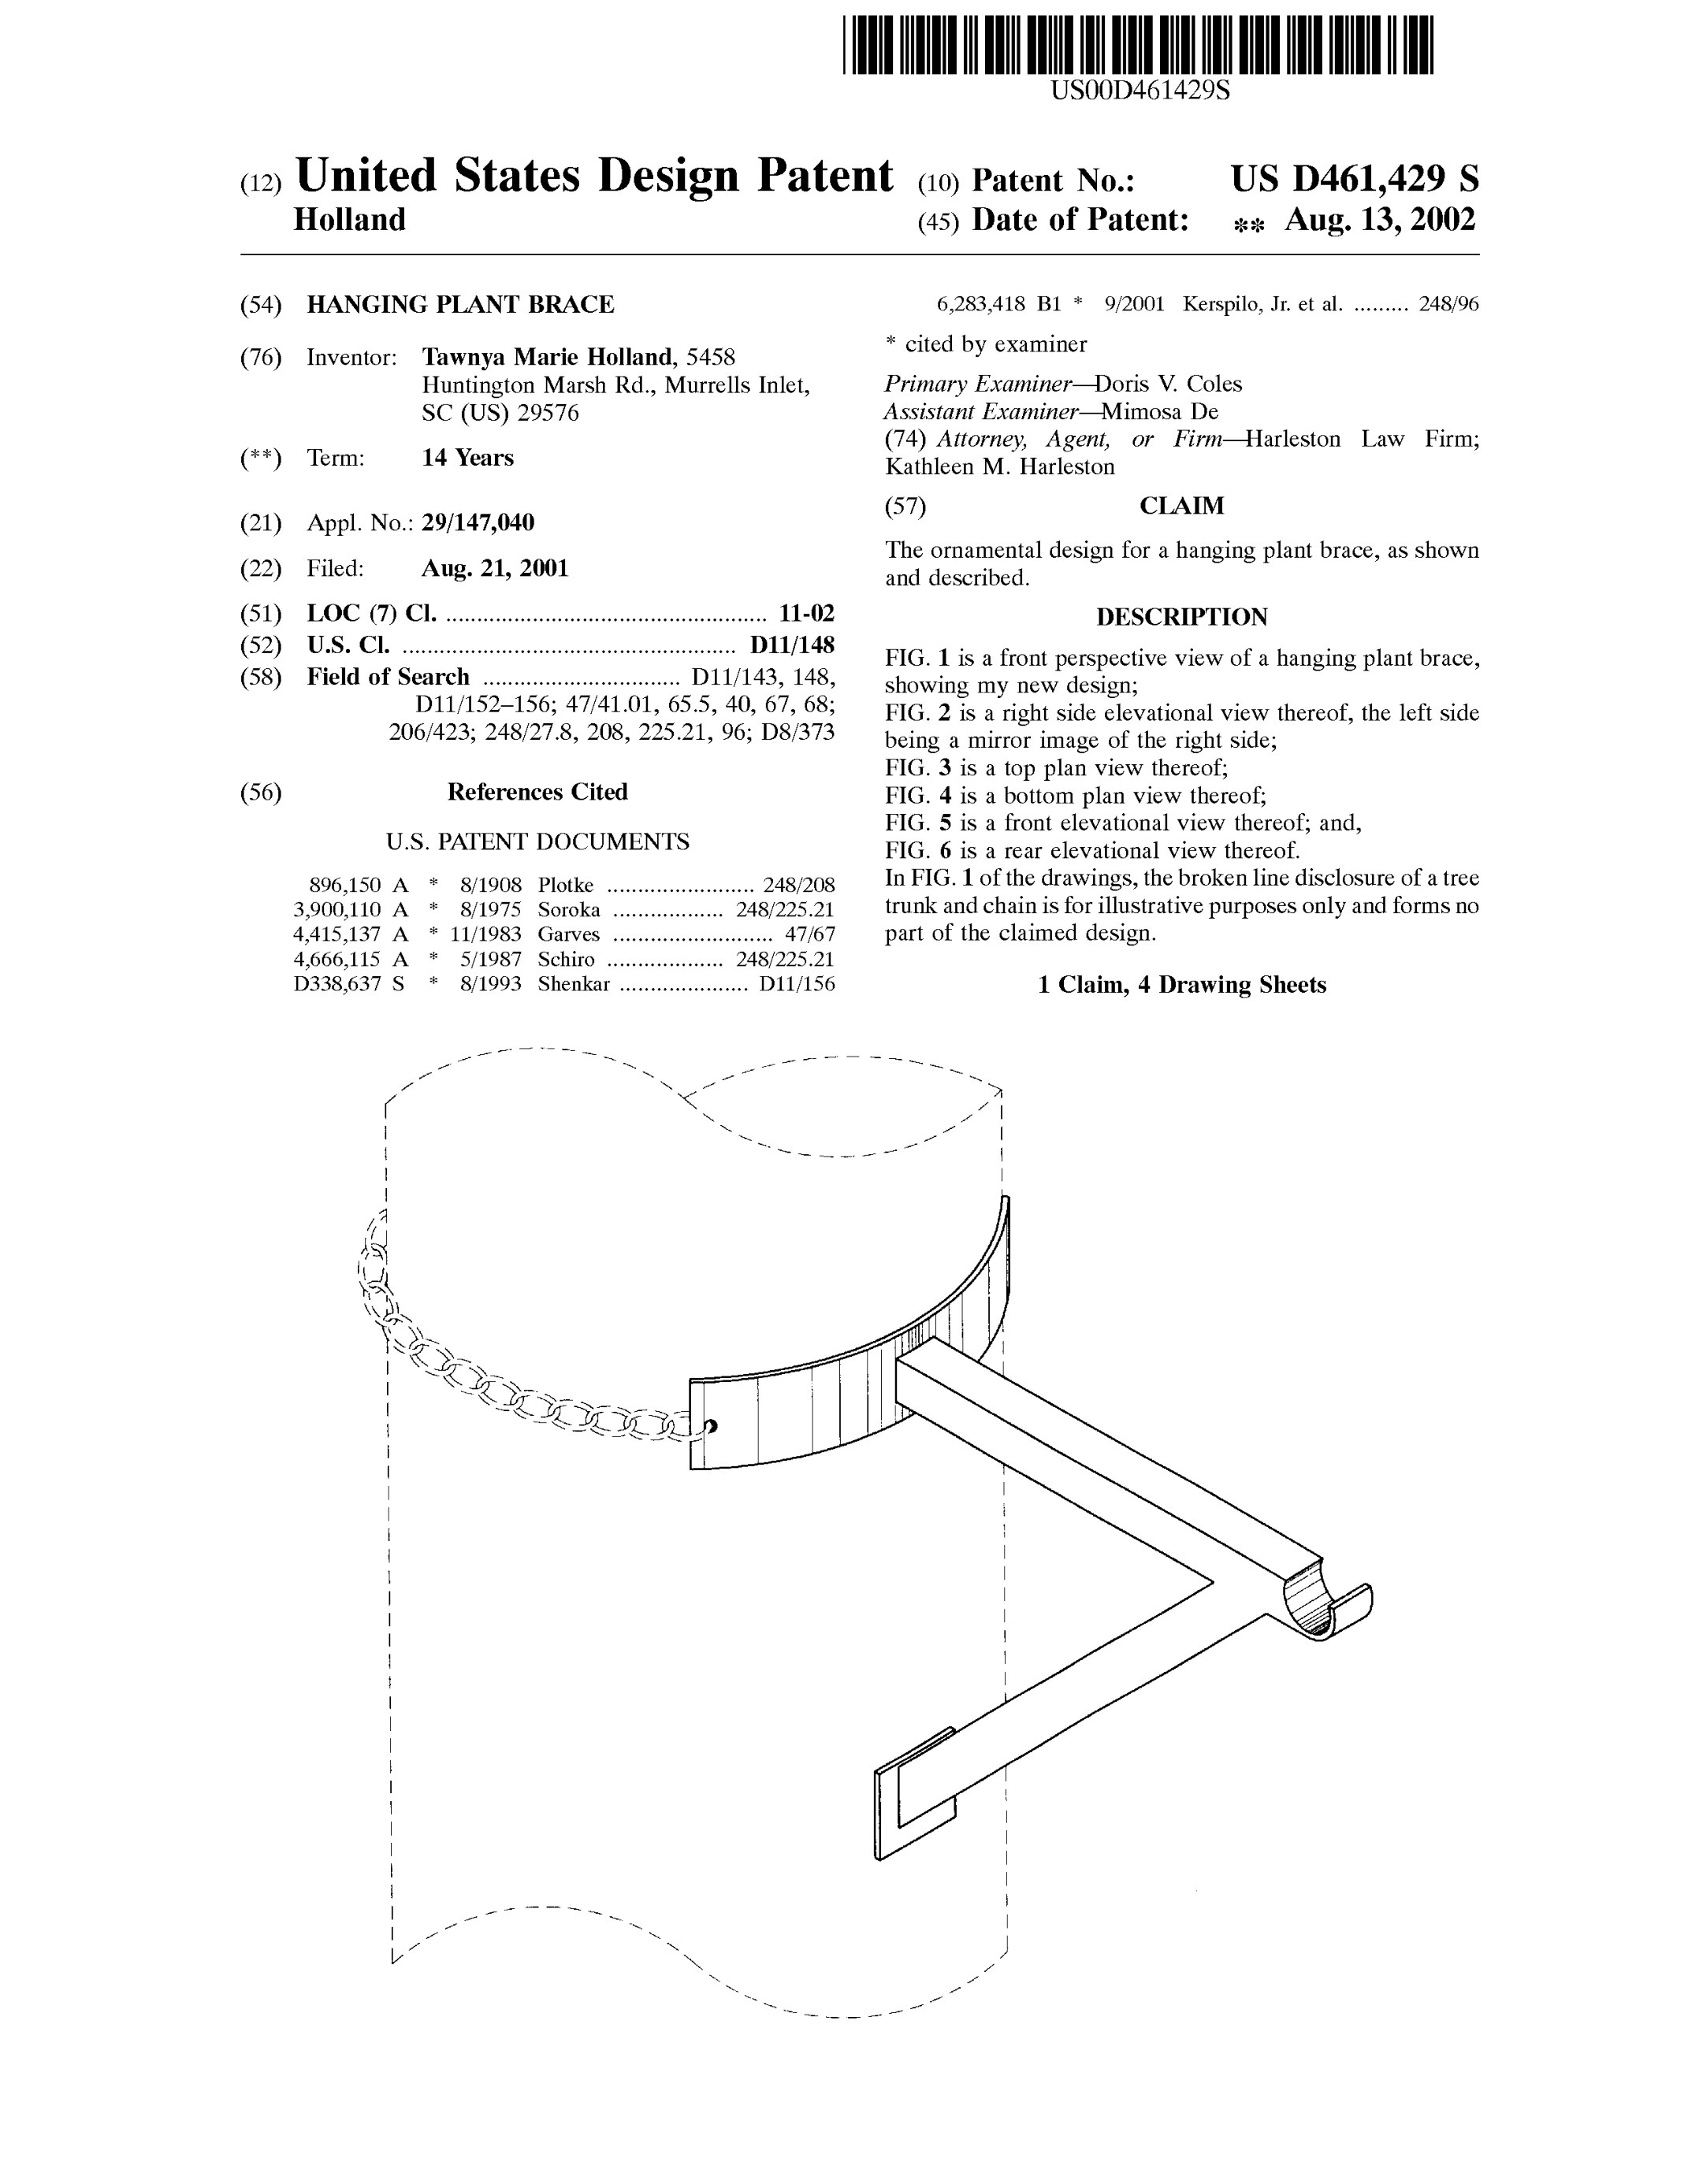 US00D461429S
(12) United States Design Patent
Holland
(10) Patent No.: US D461,429 S
(45) Date of Patent: ** Aug. 13, 2002
(54) HANGING PLANT BRACE
(76) Inventor: Tawnya Marie Holland, 5458
Huntington Marsh Rd., Murrells Inlet,
SC (US) 29576
(**) Term: 14 Years
(21) Appl. No.: 29/147,040
(22) Filed: Aug. 21, 2001
(51) LOC (7) Cl. .................................................... 11-02
(52) U.S. Cl. ...................................................... D11/148
(58) Field of Search ................................ D11/143, 148,
D11/152–156; 47/41.01, 65.5, 40, 67, 68;
206/423; 248/27.8, 208, 225.21, 96; D8/373
(56) References Cited
U.S. PATENT DOCUMENTS
896,150 A * 8/1908 Plotke ........................ 248/208
3,900,110 A * 8/1975 Soroka .................. 248/225.21
4,415,137 A * 11/1983 Garves .......................... 47/67
4,666,115 A * 5/1987 Schiro ................... 248/225.21
D338,637 S * 8/1993 Shenkar ..................... D11/156
6,283,418 B1 * 9/2001 Kerspilo, Jr. et al. ......... 248/96
* cited by examiner
Primary Examiner—Doris V. Coles
Assistant Examiner—Mimosa De
(74) Attorney, Agent, or Firm—Harleston Law Firm;
Kathleen M. Harleston
(57) CLAIM
The ornamental design for a hanging plant brace, as shown
and described.
DESCRIPTION
FIG. 1 is a front perspective view of a hanging plant brace,
showing my new design;
FIG. 2 is a right side elevational view thereof, the left side
being a mirror image of the right side;
FIG. 3 is a top plan view thereof;
FIG. 4 is a bottom plan view thereof;
FIG. 5 is a front elevational view thereof; and,
FIG. 6 is a rear elevational view thereof.
In FIG. 1 of the drawings, the broken line disclosure of a tree
trunk and chain is for illustrative purposes only and forms no
part of the claimed design.
1 Claim, 4 Drawing Sheets